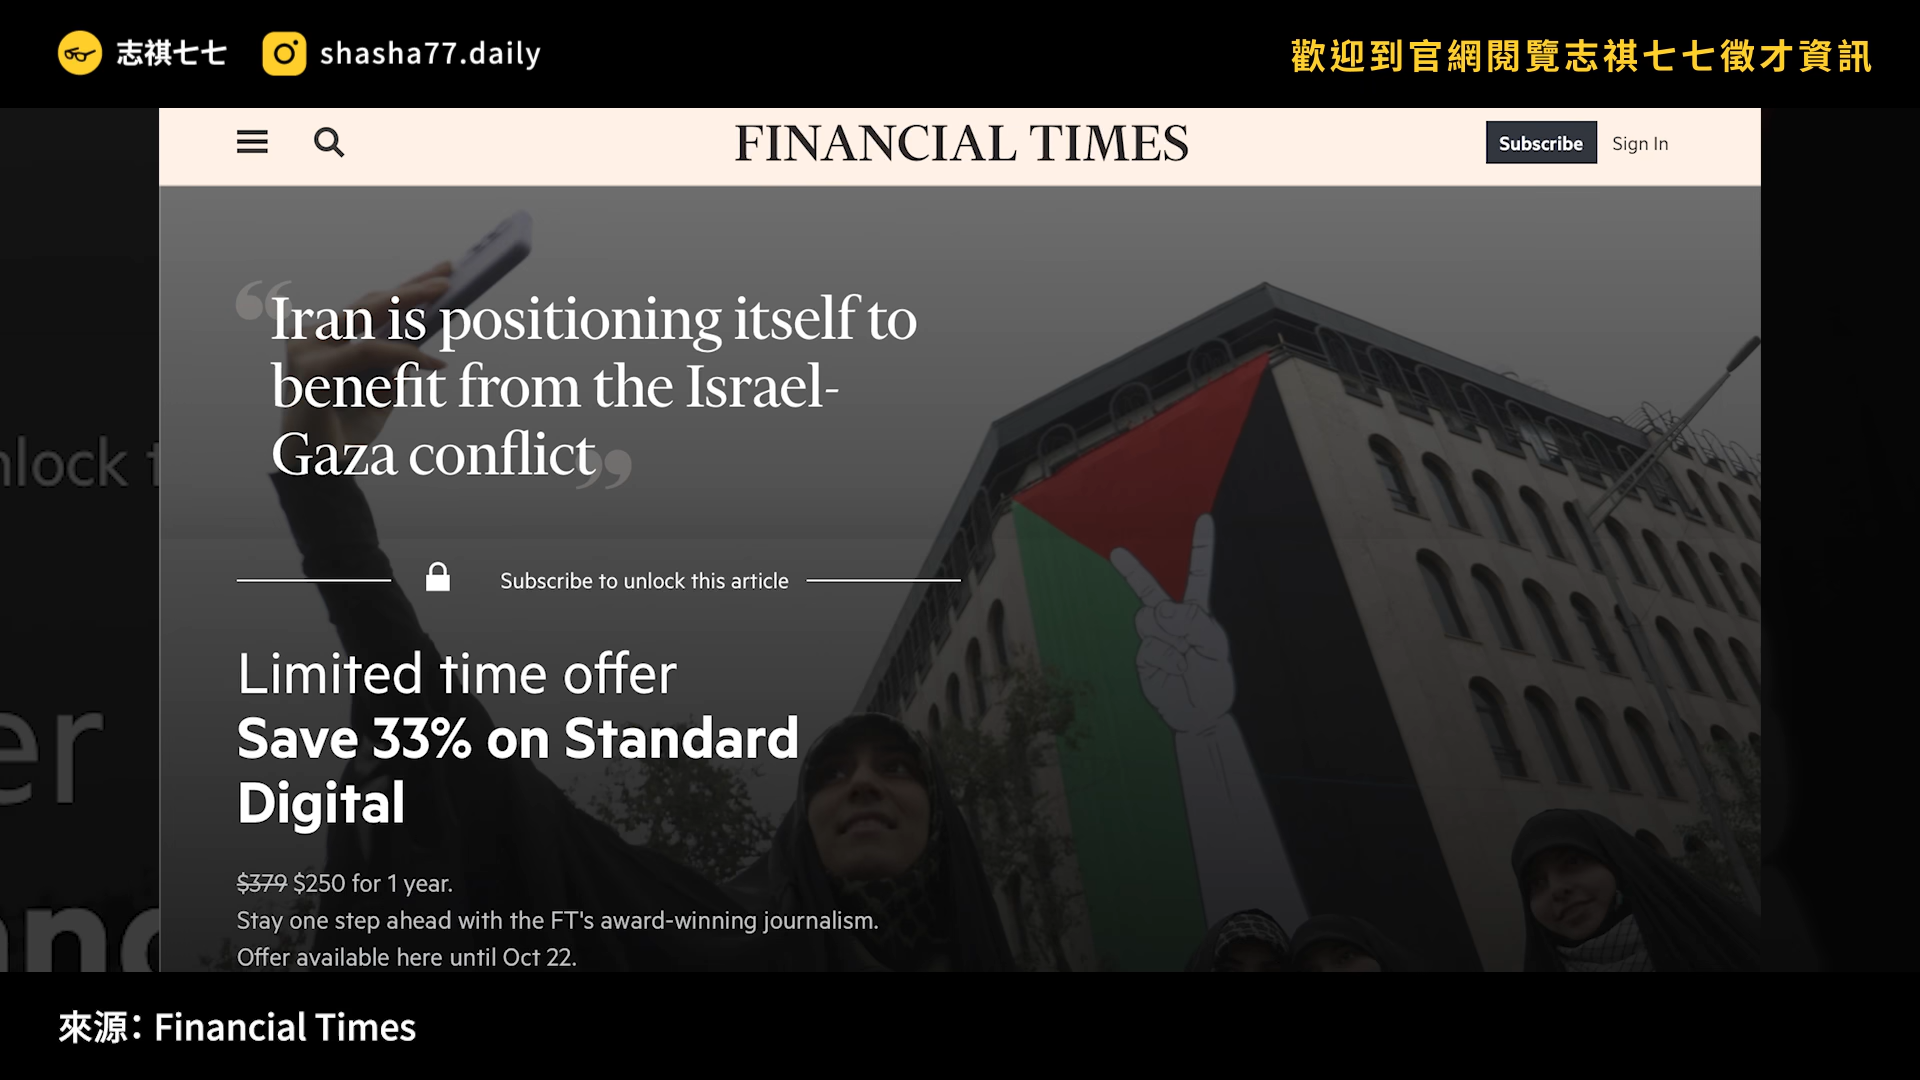 志祺七七
shasha77.daily
歡迎到官網閱覽志祺七七徵才資訊
FINANCIAL TIMES
Subscribe
Sign In
“Iran is positioning itself to
benefit from the Israel-
Gaza conflict”
Subscribe to unlock this article
Limited time offer
Save 33% on Standard
Digital
$379 $250 for 1 year.
Stay one step ahead with the FT's award-winning journalism.
Offer available here until Oct 22.
來源：Financial Times